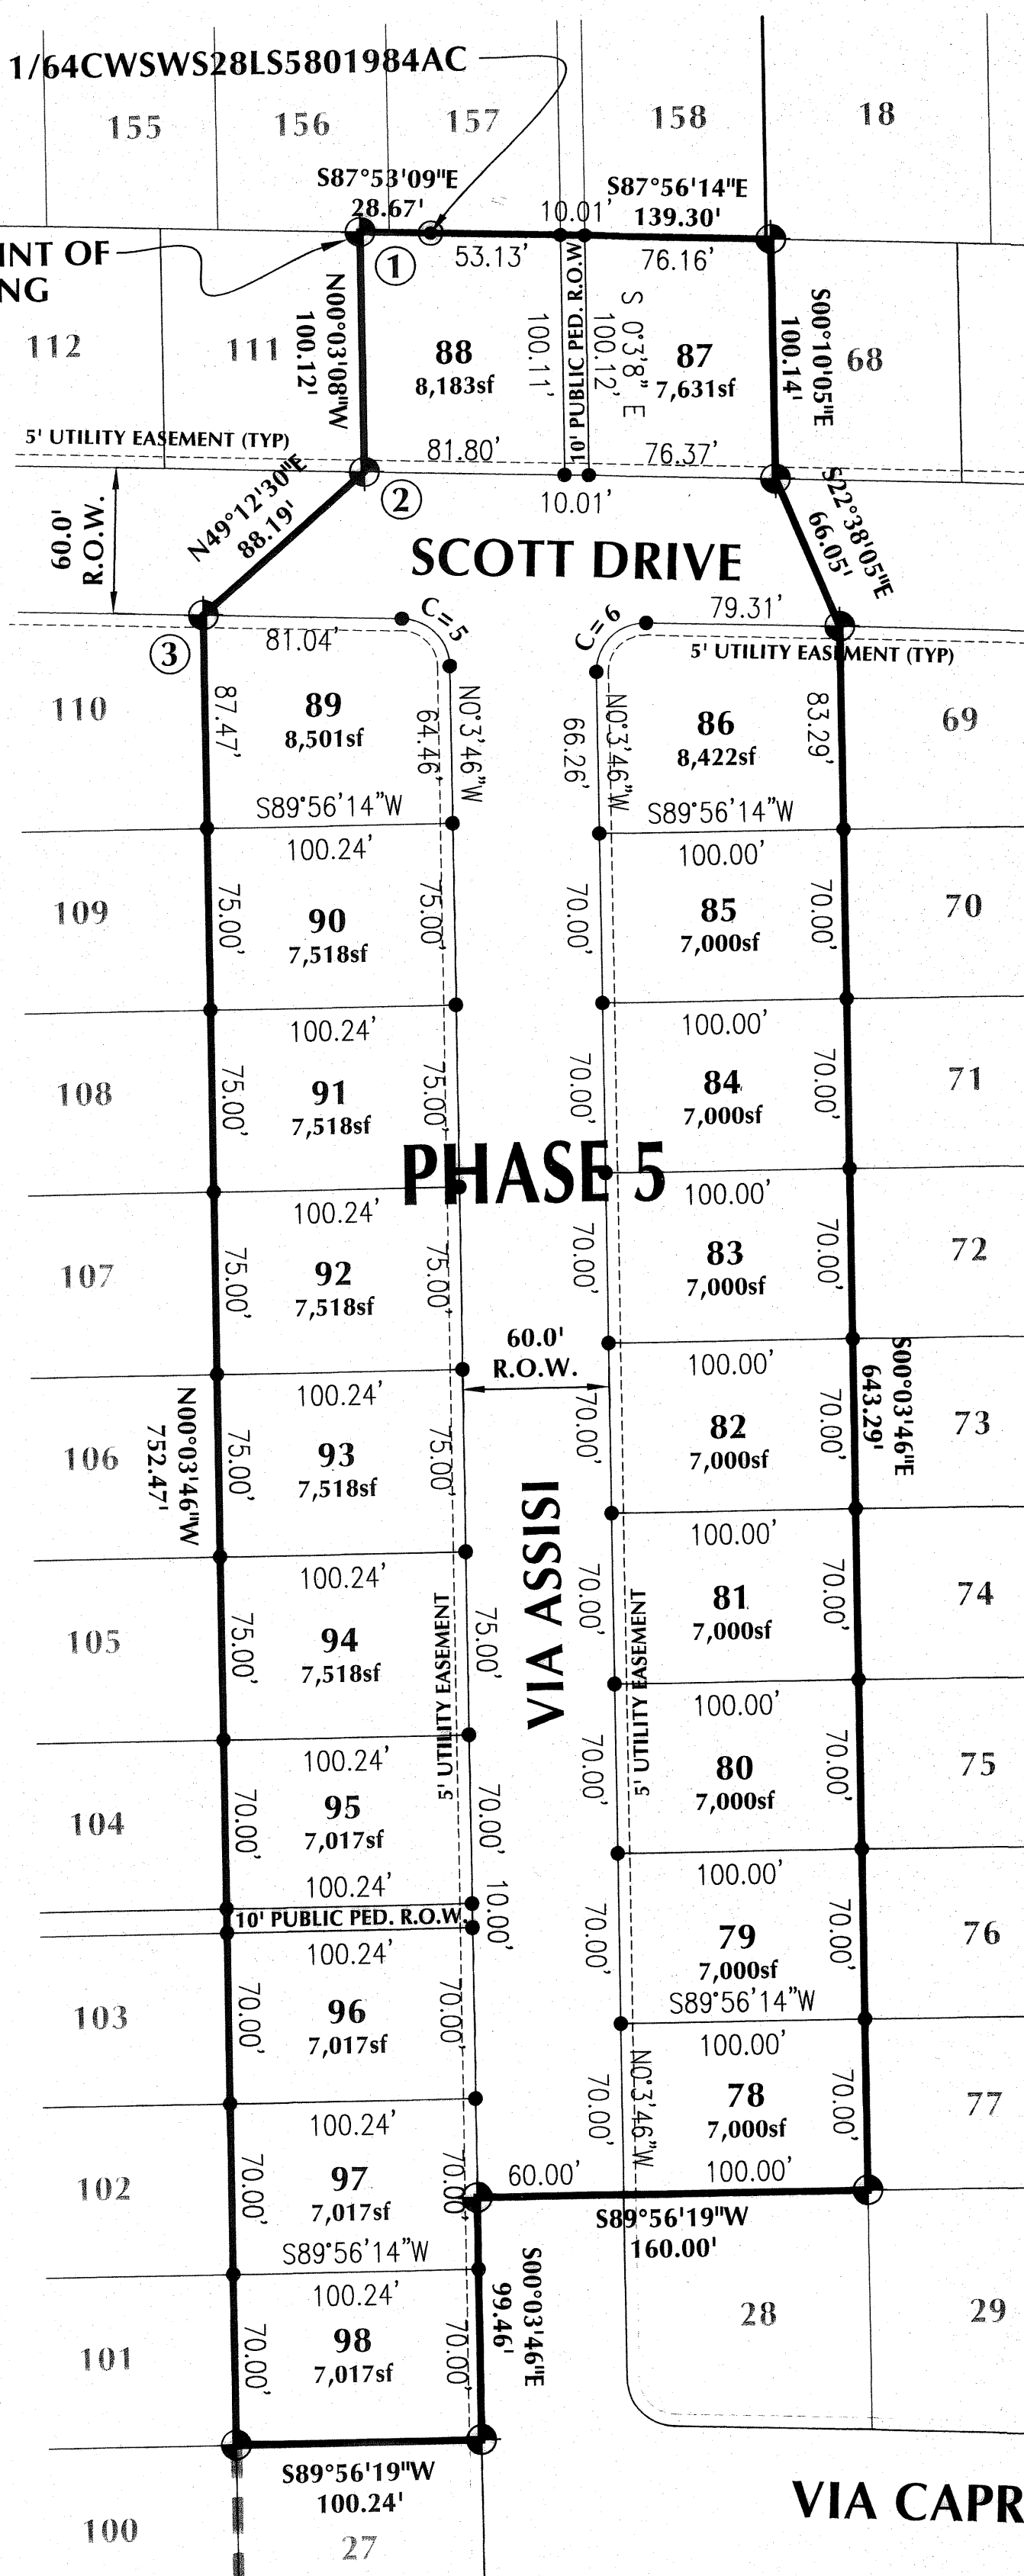 1/64CWSWS28LS5801984AC
155
156
157
158
18
S87°53'09"E
28.67'
S87°56'14"E
139.30'
10.01'
53.13'
76.16'
INT OF
NG
1
N00°03'08"W
100.12'
112
111
88
8,183sf
100.11'
10' PUBLIC PED. R.O.W.
100.12'
S 0°3'8" E
87
7,631sf
S00°10'05"E
100.14'
68
5' UTILITY EASEMENT (TYP)
81.80'
76.37'
10.01'
2
60.0'
R.O.W.
N49°12'30"E
88.19'
SCOTT DRIVE
S22°38'05"E
66.05'
3
81.04'
C=5
C=6
79.31'
5' UTILITY EASEMENT (TYP)
110
87.47'
89
8,501sf
64.46'
N0°3'46"W
66.26'
N0°3'46"W
86
8,422sf
83.29'
69
S89°56'14"W
100.24'
S89°56'14"W
100.00'
109
75.00'
90
7,518sf
75.00'
70.00'
85
7,000sf
70.00'
70
100.24'
100.00'
108
75.00'
91
7,518sf
75.00'
70.00'
84
7,000sf
70.00'
71
PHASE 5
100.24'
100.00'
107
75.00'
92
7,518sf
75.00'
70.00'
83
7,000sf
70.00'
72
60.0'
R.O.W.
100.24'
100.00'
N00°03'46"W
752.47'
106
75.00'
93
7,518sf
75.00'
70.00'
82
7,000sf
70.00'
S00°03'46"E
643.29'
73
VIA ASSISI
100.24'
100.00'
105
75.00'
94
7,518sf
5' UTILITY EASEMENT
75.00'
70.00'
5' UTILITY EASEMENT
81
7,000sf
70.00'
74
100.24'
100.00'
104
70.00'
95
7,017sf
70.00'
70.00'
80
7,000sf
70.00'
75
100.24'
10' PUBLIC PED. R.O.W.
10.00'
100.24'
100.00'
70.00'
79
7,000sf
70.00'
76
S89°56'14"W
100.00'
103
70.00'
96
7,017sf
70.00'
100.24'
70.00'
N0°3'46"W
78
7,000sf
70.00'
77
102
70.00'
97
7,017sf
70.00'
60.00'
100.00'
S89°56'19"W
160.00'
S89°56'14"W
100.24'
S00°03'46"E
99.46'
101
70.00'
98
7,017sf
70.00'
28
29
S89°56'19"W
100.24'
100
27
VIA CAPR